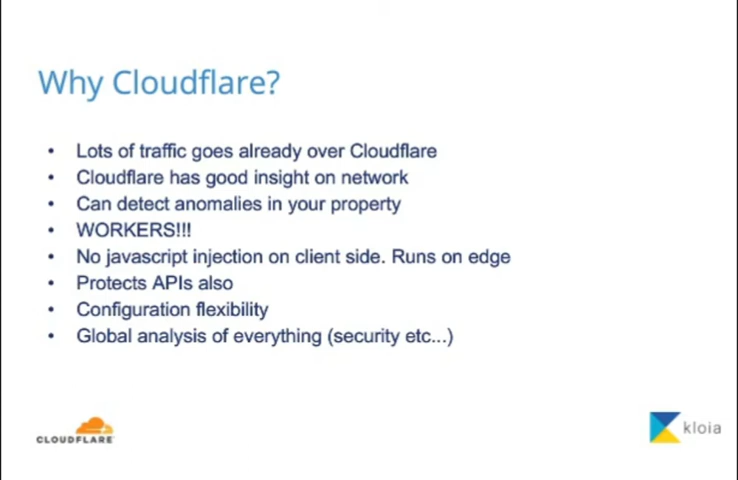 Why Cloudflare?
• Lots of traffic goes already over Cloudflare
• Cloudflare has good insight on network
• Can detect anomalies in your property
• WORKERS!!!
• No javascript injection on client side. Runs on edge
• Protects APIs also
• Configuration flexibility
• Global analysis of everything (security etc...)
CLOUDFLARE
kloia